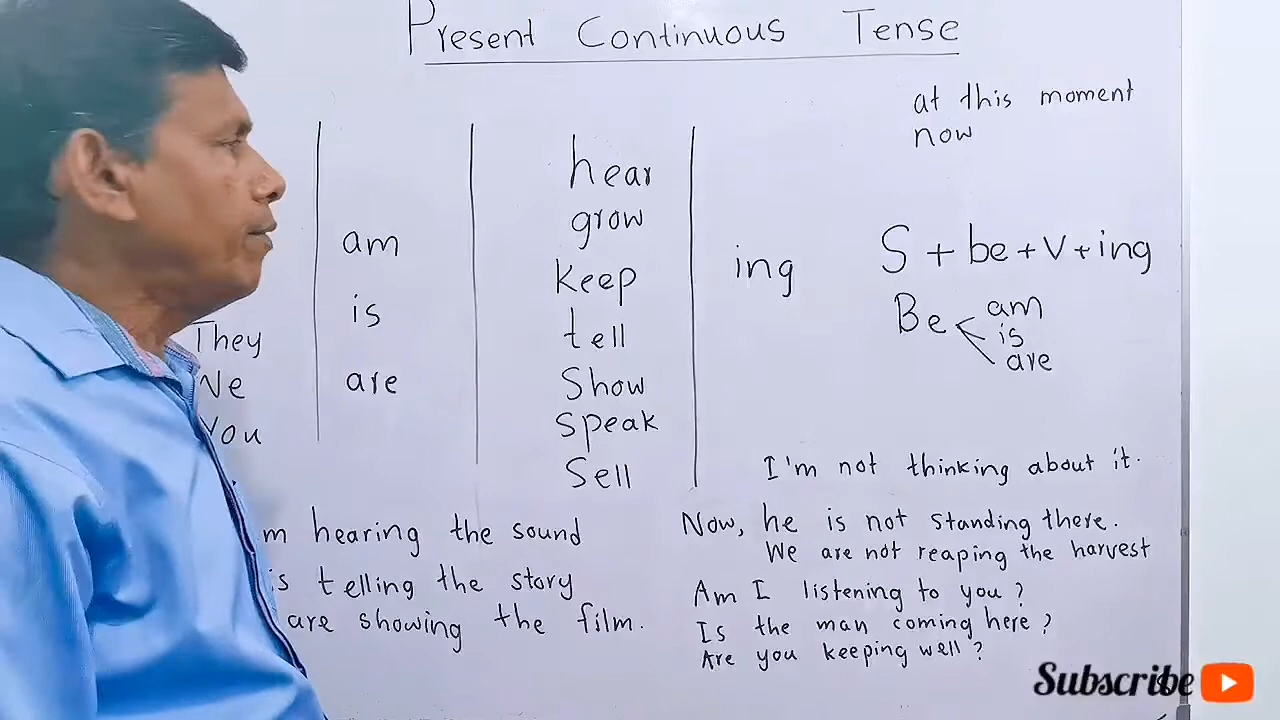 Present Continuous Tense
at this moment
now
They
We
You
am
is
are
hear
grow
keep
tell
Show
Speak
Sell
ing
S + be + V + ing
Be am
is
are
I'm not thinking about it.
Now, he is not standing there.
We are not reaping the harvest
Am I listening to you?
Is the man coming here?
Are you keeping well?
m hearing the sound
is telling the story
are showing the film.
Subscribe